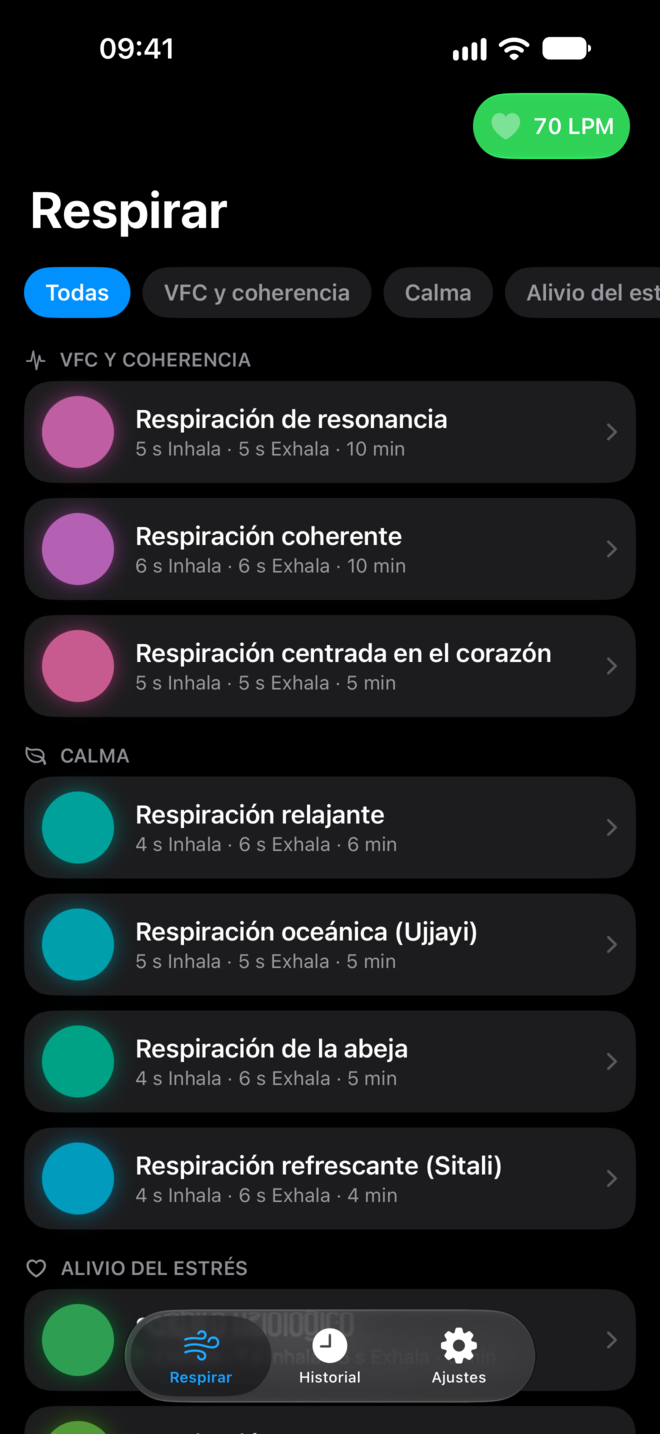 09:41
70 LPM
Respirar
Todas
VFC y coherencia
Calma
Alivio del est
VFC Y COHERENCIA
Respiración de resonancia
5 s Inhala · 5 s Exhala · 10 min
Respiración coherente
6 s Inhala · 6 s Exhala · 10 min
Respiración centrada en el corazón
5 s Inhala · 5 s Exhala · 5 min
CALMA
Respiración relajante
4 s Inhala · 6 s Exhala · 6 min
Respiración oceánica (Ujjayi)
5 s Inhala · 5 s Exhala · 5 min
Respiración de la abeja
4 s Inhala · 6 s Exhala · 5 min
Respiración refrescante (Sitali)
4 s Inhala · 6 s Exhala · 4 min
ALIVIO DEL ESTRÉS
Respirar
Historial
Ajustes